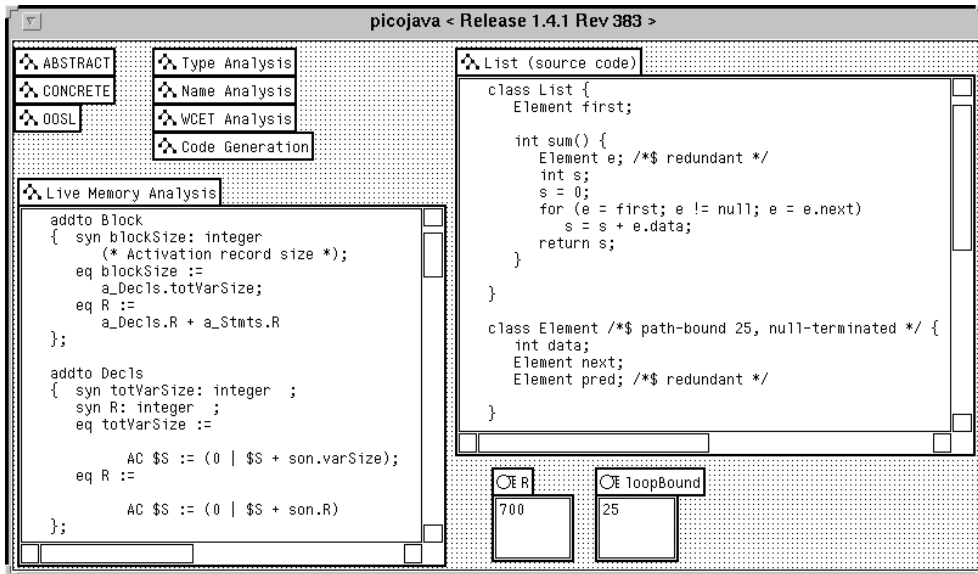 picojava < Release 1.4.1 Rev 383 >
ABSTRACT
CONCRETE
OOSL
Type Analysis
Name Analysis
WCET Analysis
Code Generation
Live Memory Analysis
addto Block
{ syn blockSize: integer
(* Activation record size *);
eq blockSize :=
a_Decls.totVarSize;
eq R :=
a_Decls.R + a_Stmts.R
};
addto Decls
{ syn totVarSize: integer ;
syn R: integer ;
eq totVarSize :=
AC $S := (0 | $S + son.varSize);
eq R :=
AC $S := (0 | $S + son.R)
};
List (source code)
class List {
Element first;
int sum() {
Element e; /*$ redundant */
int s;
s = 0;
for (e = first; e != null; e = e.next)
s = s + e.data;
return s;
}
}
class Element /*$ path-bound 25, null-terminated */ {
int data;
Element next;
Element pred; /*$ redundant */
}
Œ R
700
Œ loopBound
25